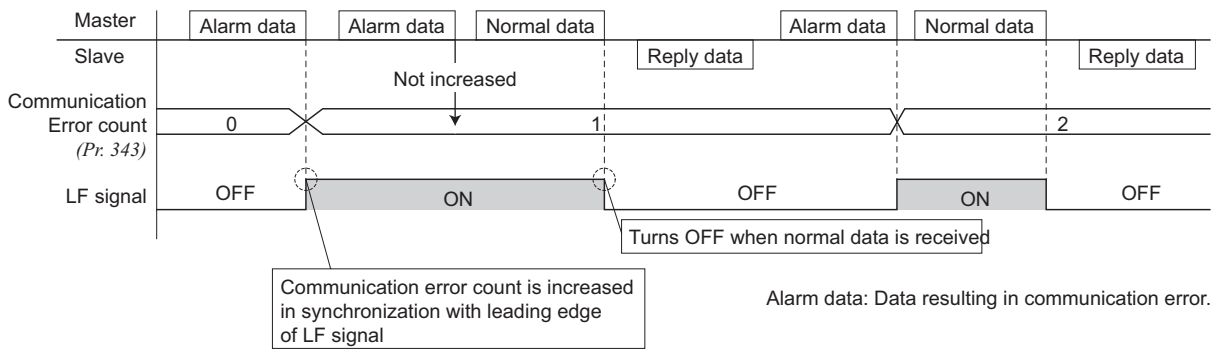 Master
Alarm data
Alarm data
Normal data
Alarm data
Normal data
Slave
Reply data
Reply data
Not increased
Communication
Error count
(Pr. 343)
0
1
2
LF signal
OFF
ON
OFF
ON
OFF
Turns OFF when normal data is received
Communication error count is increased
in synchronization with leading edge
of LF signal
Alarm data: Data resulting in communication error.